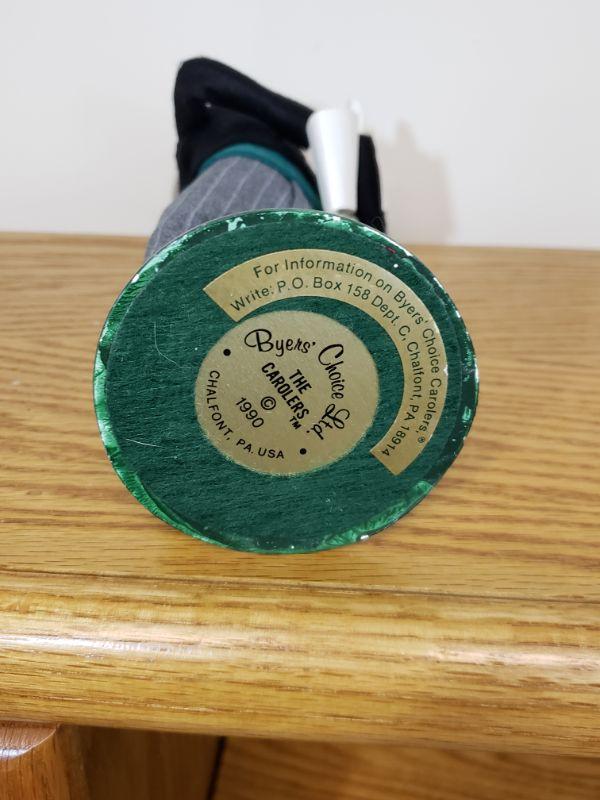 For Information on Byers' Choice Carolers,®
Write: P.O. Box 158 Dept. C, Chalfont, PA 18914
Byers' Choice Ltd.
THE
CAROLERS™
©
1990
• CHALFONT, PA. USA •